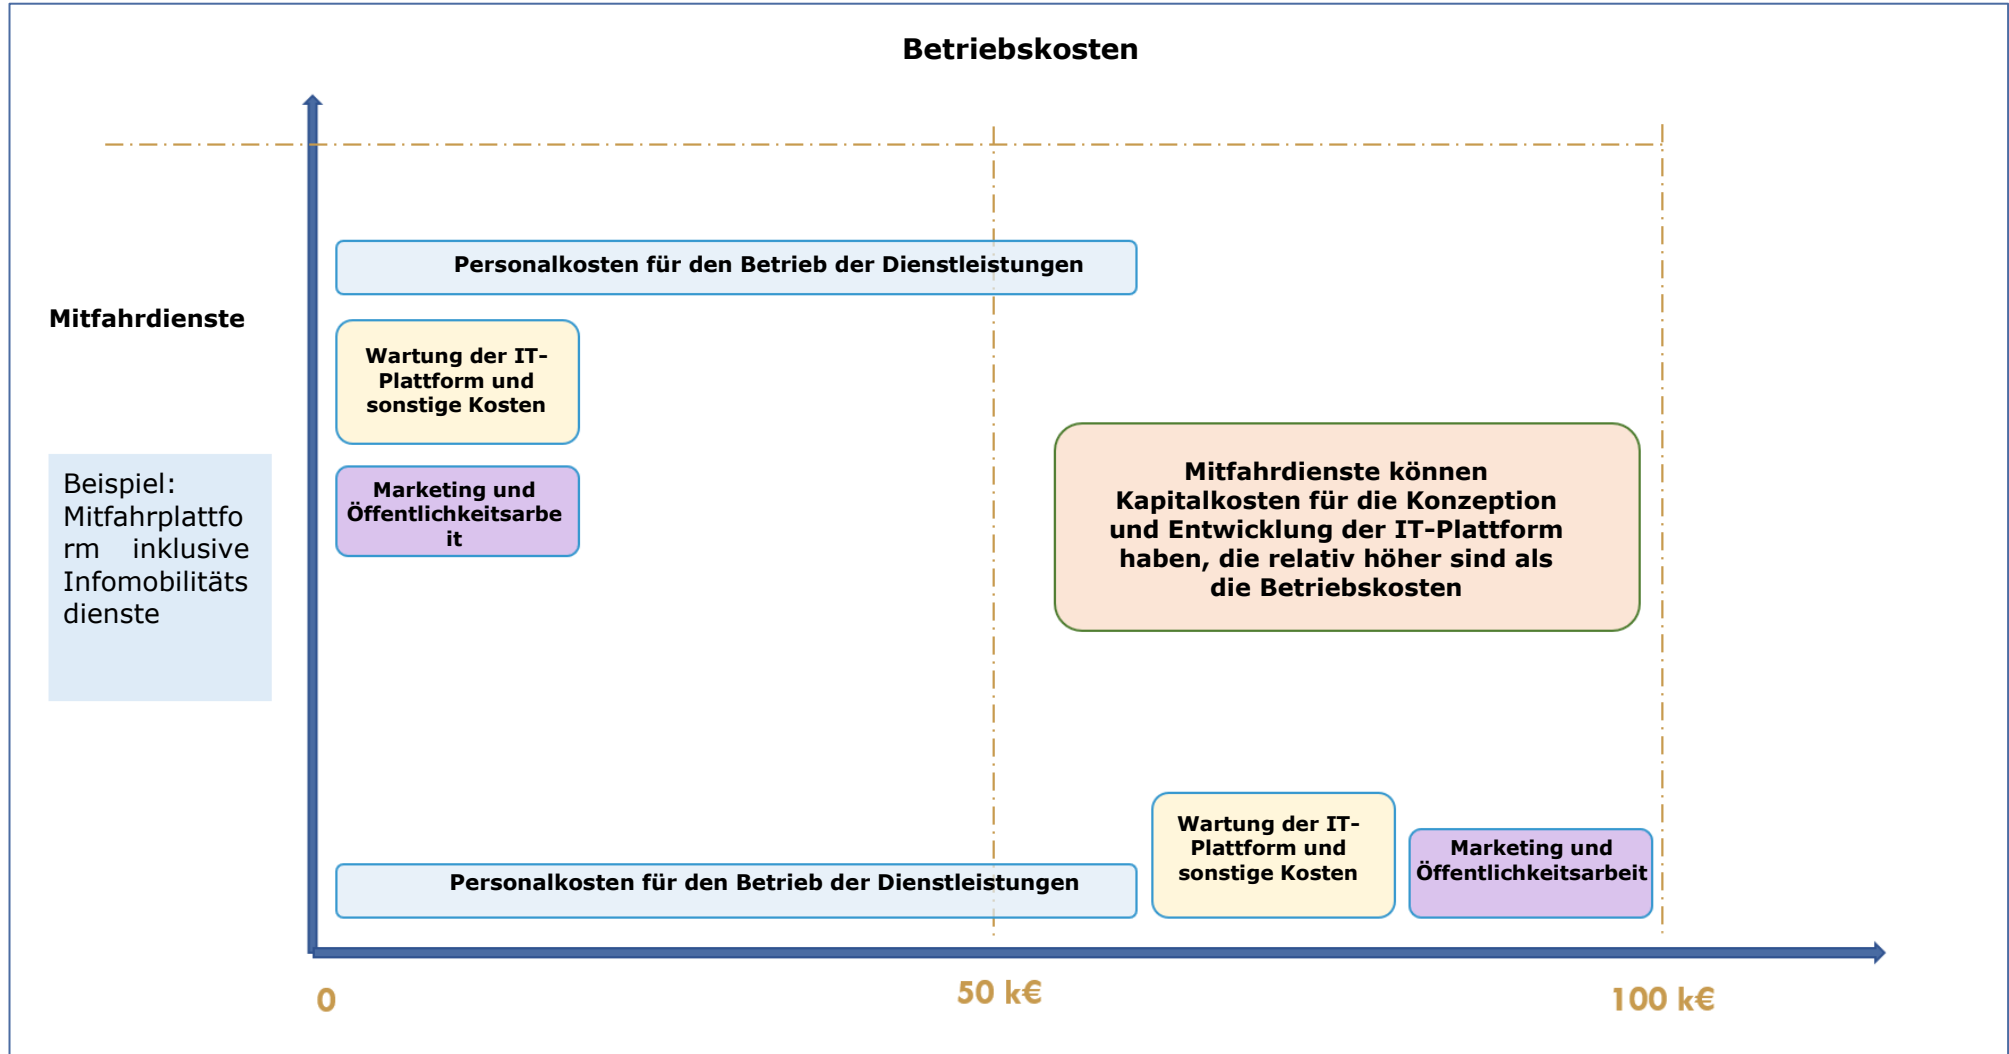 Betriebskosten
Personalkosten für den Betrieb der Dienstleistungen
Mitfahrdienste
Wartung der IT-
Plattform und
sonstige Kosten
Marketing und
Öffentlichkeitsarbe
it
Beispiel:
Mitfahrplattfo
rm inklusive
Infomobilitäts
dienste
Mitfahrdienste können
Kapitalkosten für die Konzeption
und Entwicklung der IT-Plattform
haben, die relativ höher sind als
die Betriebskosten
Personalkosten für den Betrieb der Dienstleistungen
Wartung der IT-
Plattform und
sonstige Kosten
Marketing und
Öffentlichkeitsarbeit
0
50 k€
100 k€